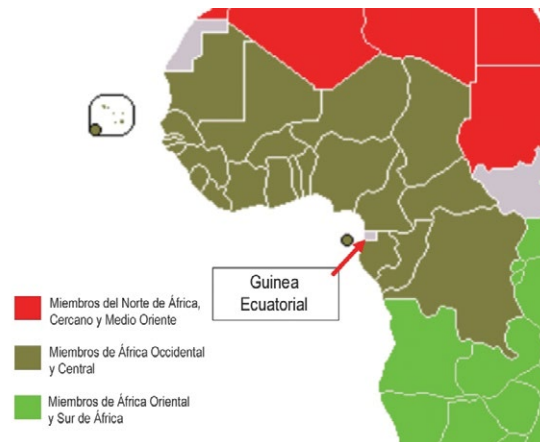 Guinea
Ecuatorial
Miembros del Norte de África,
Cercano y Medio Oriente
Miembros de África Occidental
y Central
Miembros de África Oriental
y Sur de África